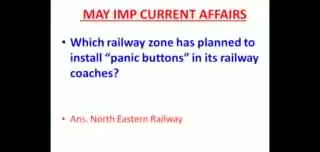 MAY IMP CURRENT AFFAIRS
• Which railway zone has planned to
install “panic buttons” in its railway
coaches?
• Ans. North Eastern Railway